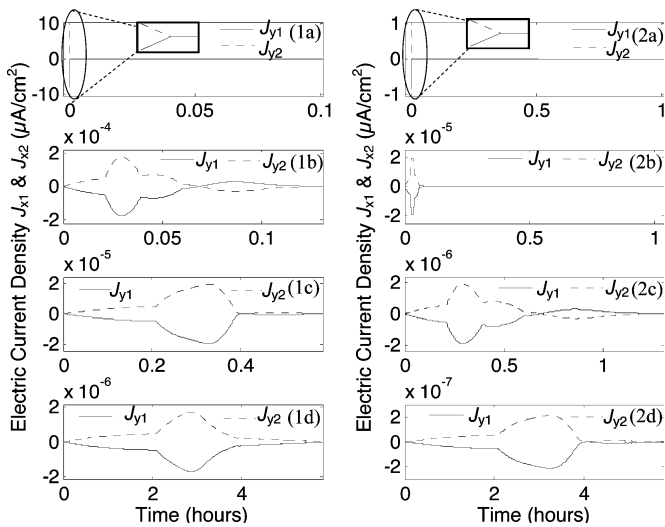 Electric Current Density Jx1 & Jx2 (μA/cm²)
10
0
-10
0
0.05
0.1
Jy1 (1a)
Jy2
x 10⁻⁴
2
0
-2
0
0.05
0.1
Jy1 Jy2 (1b)
x 10⁻⁵
2
0
-2
0
0.2
0.4
Jy1 Jy2 (1c)
x 10⁻⁶
2
0
-2
0
2
4
Jy1 Jy2 (1d)
Time (hours)
Electric Current Density Jx1 & Jx2 (μA/cm²)
1
0
-1
0
0.5
1
Jy1 (2a)
Jy2
x 10⁻⁵
2
0
-2
0
0.5
1
Jy1 Jy2 (2b)
x 10⁻⁶
2
0
-2
0
0.5
1
Jy1 Jy2 (2c)
x 10⁻⁷
2
0
-2
0
2
4
Jy1 Jy2 (2d)
Time (hours)